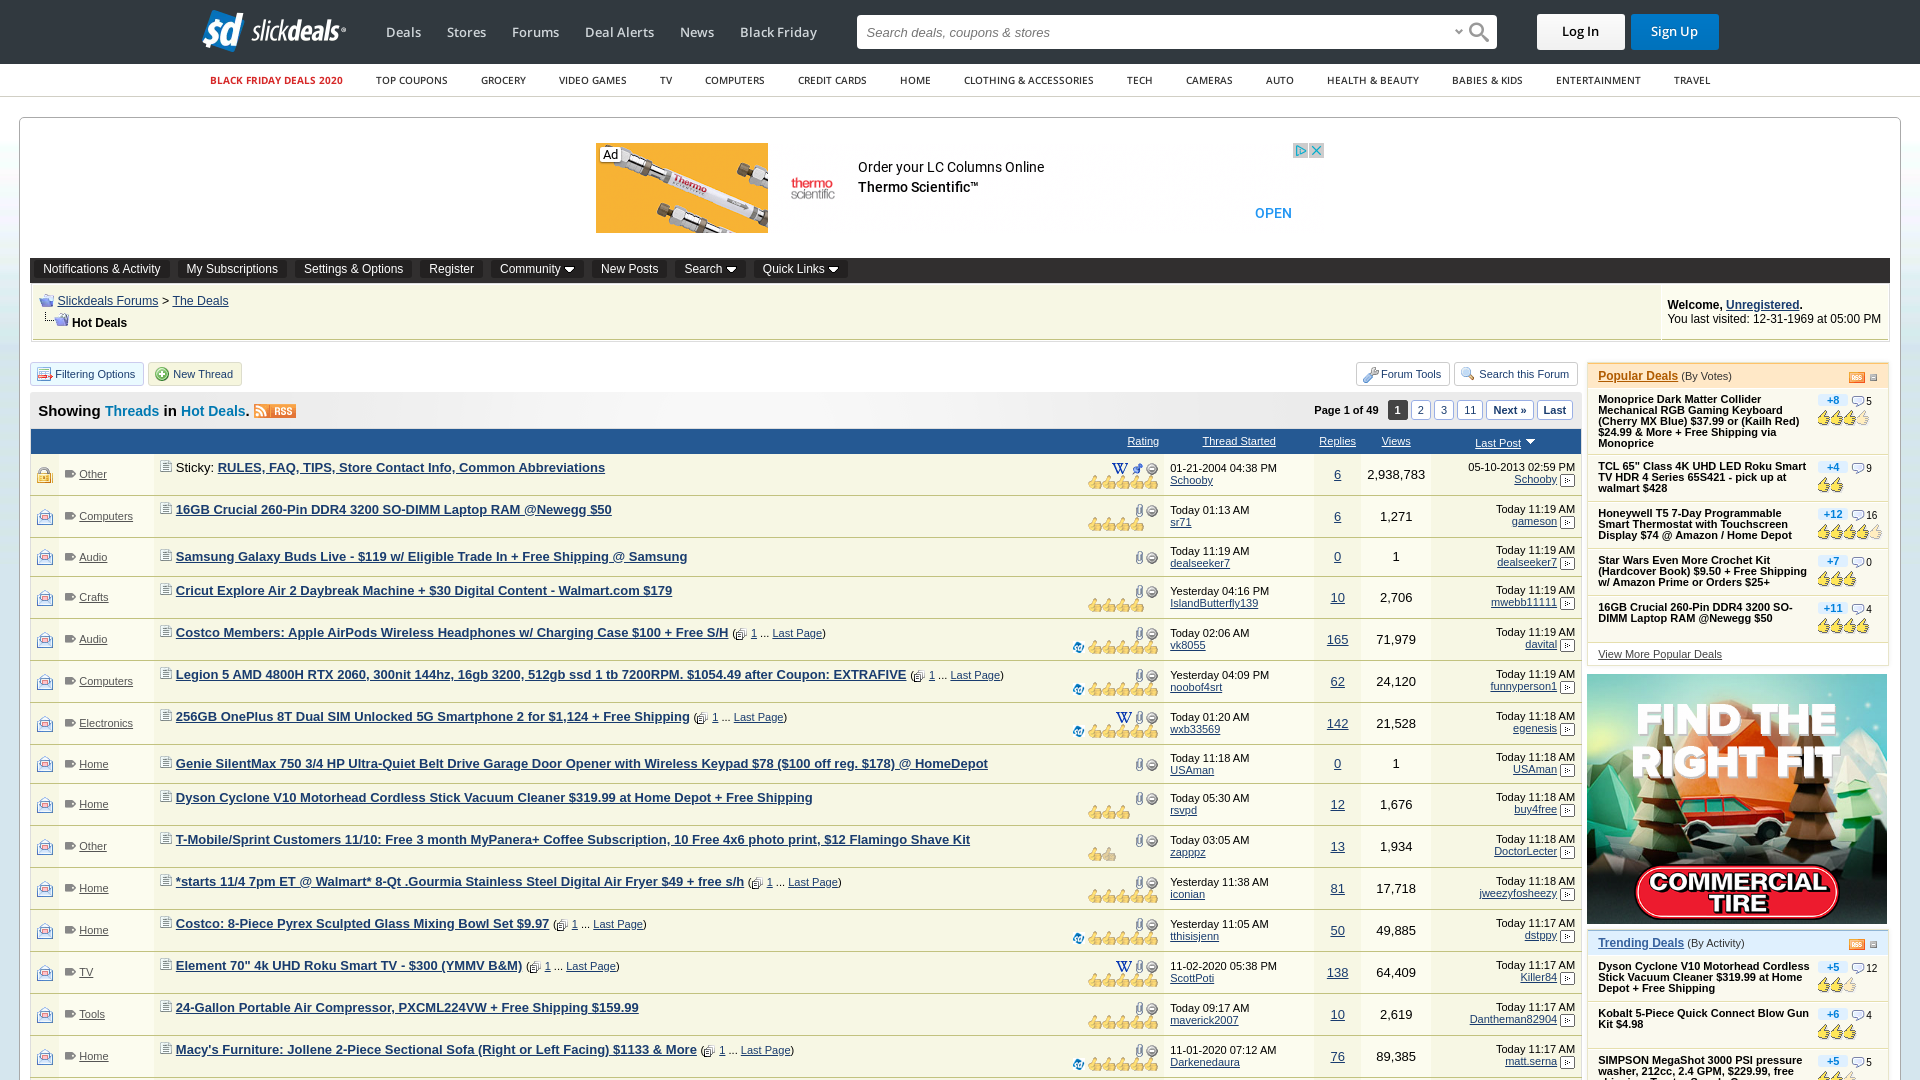 slickdeals
Deals
Stores
Forums
Deal Alerts
News
Black Friday
Search deals, coupons & stores
Log In
Sign Up
BLACK FRIDAY DEALS 2020
TOP COUPONS
GROCERY
VIDEO GAMES
TV
COMPUTERS
CREDIT CARDS
HOME
CLOTHING & ACCESSORIES
TECH
CAMERAS
AUTO
HEALTH & BEAUTY
BABIES & KIDS
ENTERTAINMENT
TRAVEL
Ad
thermo
scientific
Order your LC Columns Online
Thermo Scientific™
OPEN
Notifications & Activity
My Subscriptions
Settings & Options
Register
Community
New Posts
Search
Quick Links
Slickdeals Forums > The Deals
Hot Deals
Welcome, Unregistered.
You last visited: 12-31-1969 at 05:00 PM
Filtering Options
New Thread
Forum Tools
Search this Forum
Showing Threads in Hot Deals. RSS
Page 1 of 49 1 2 3 11 Next » Last
Rating Thread Started Replies Views Last Post
Other
Sticky: RULES, FAQ, TIPS, Store Contact Info, Common Abbreviations
01-21-2004 04:38 PM
Schooby
6
2,938,783
05-10-2013 02:59 PM
Schooby
Computers
16GB Crucial 260-Pin DDR4 3200 SO-DIMM Laptop RAM @Newegg $50
Today 01:13 AM
sr71
6
1,271
Today 11:19 AM
gameson
Audio
Samsung Galaxy Buds Live - $119 w/ Eligible Trade In + Free Shipping @ Samsung
Today 11:19 AM
dealseeker7
0
1
Today 11:19 AM
dealseeker7
Crafts
Cricut Explore Air 2 Daybreak Machine + $30 Digital Content - Walmart.com $179
Yesterday 04:16 PM
IslandButterfly139
10
2,706
Today 11:19 AM
mwebb11111
Audio
Costco Members: Apple AirPods Wireless Headphones w/ Charging Case $100 + Free S/H ( 1 ... Last Page)
Today 02:06 AM
vk8055
165
71,979
Today 11:19 AM
davital
Computers
Legion 5 AMD 4800H RTX 2060, 300nit 144hz, 16gb 3200, 512gb ssd 1 tb 7200RPM. $1054.49 after Coupon: EXTRAFIVE ( 1 ... Last Page)
Yesterday 04:09 PM
noobof4srt
62
24,120
Today 11:19 AM
funnyperson1
Electronics
256GB OnePlus 8T Dual SIM Unlocked 5G Smartphone 2 for $1,124 + Free Shipping ( 1 ... Last Page)
Today 01:20 AM
wxb33569
142
21,528
Today 11:18 AM
egenesis
Home
Genie SilentMax 750 3/4 HP Ultra-Quiet Belt Drive Garage Door Opener with Wireless Keypad $78 ($100 off reg. $178) @ HomeDepot
Today 11:18 AM
USAman
0
1
Today 11:18 AM
USAman
Home
Dyson Cyclone V10 Motorhead Cordless Stick Vacuum Cleaner $319.99 at Home Depot + Free Shipping
Today 05:30 AM
rsvpd
12
1,676
Today 11:18 AM
buy4free
Other
T-Mobile/Sprint Customers 11/10: Free 3 month MyPanera+ Coffee Subscription, 10 Free 4x6 photo print, $12 Flamingo Shave Kit
Today 03:05 AM
zapppz
13
1,934
Today 11:18 AM
DoctorLecter
Home
*starts 11/4 7pm ET @ Walmart* 8-Qt .Gourmia Stainless Steel Digital Air Fryer $49 + free s/h ( 1 ... Last Page)
Yesterday 11:38 AM
iconian
81
17,718
Today 11:18 AM
jweezyfosheezy
Home
Costco: 8-Piece Pyrex Sculpted Glass Mixing Bowl Set $9.97 ( 1 ... Last Page)
Yesterday 11:05 AM
tthisisjenn
50
49,885
Today 11:17 AM
dstppy
TV
Element 70" 4k UHD Roku Smart TV - $300 (YMMV B&M) ( 1 ... Last Page)
11-02-2020 05:38 PM
ScottPoti
138
64,409
Today 11:17 AM
Killer84
Tools
24-Gallon Portable Air Compressor, PXCML224VW + Free Shipping $159.99
Today 09:17 AM
maverick2007
10
2,619
Today 11:17 AM
Dantheman82904
Home
Macy's Furniture: Jollene 2-Piece Sectional Sofa (Right or Left Facing) $1133 & More ( 1 ... Last Page)
11-01-2020 07:12 AM
Darkenedaura
76
89,385
Today 11:17 AM
matt.serna
Popular Deals (By Votes)
Monoprice Dark Matter Collider
Mechanical RGB Gaming Keyboard
(Cherry MX Blue) $37.99 or (Kailh Red)
$24.99 & More + Free Shipping via
Monoprice
+8 5
TCL 65" Class 4K UHD LED Roku Smart
TV HDR 4 Series 65S421 - pick up at
walmart $428
+4 9
Honeywell T5 7-Day Programmable
Smart Thermostat with Touchscreen
Display $74 @ Amazon / Home Depot
+12 16
Star Wars Even More Crochet Kit
(Hardcover Book) $9.50 + Free Shipping
w/ Amazon Prime or Orders $25+
+7 0
16GB Crucial 260-Pin DDR4 3200 SO-
DIMM Laptop RAM @Newegg $50
+11 4
View More Popular Deals
FIND THE
RIGHT FIT
COMMERCIAL
TIRE
Trending Deals (By Activity)
Dyson Cyclone V10 Motorhead Cordless
Stick Vacuum Cleaner $319.99 at Home
Depot + Free Shipping
+5 12
Kobalt 5-Piece Quick Connect Blow Gun
Kit $4.98
+6 4
SIMPSON MegaShot 3000 PSI pressure
washer, 212cc, 2.4 GPM, $229.99, free
+5 5